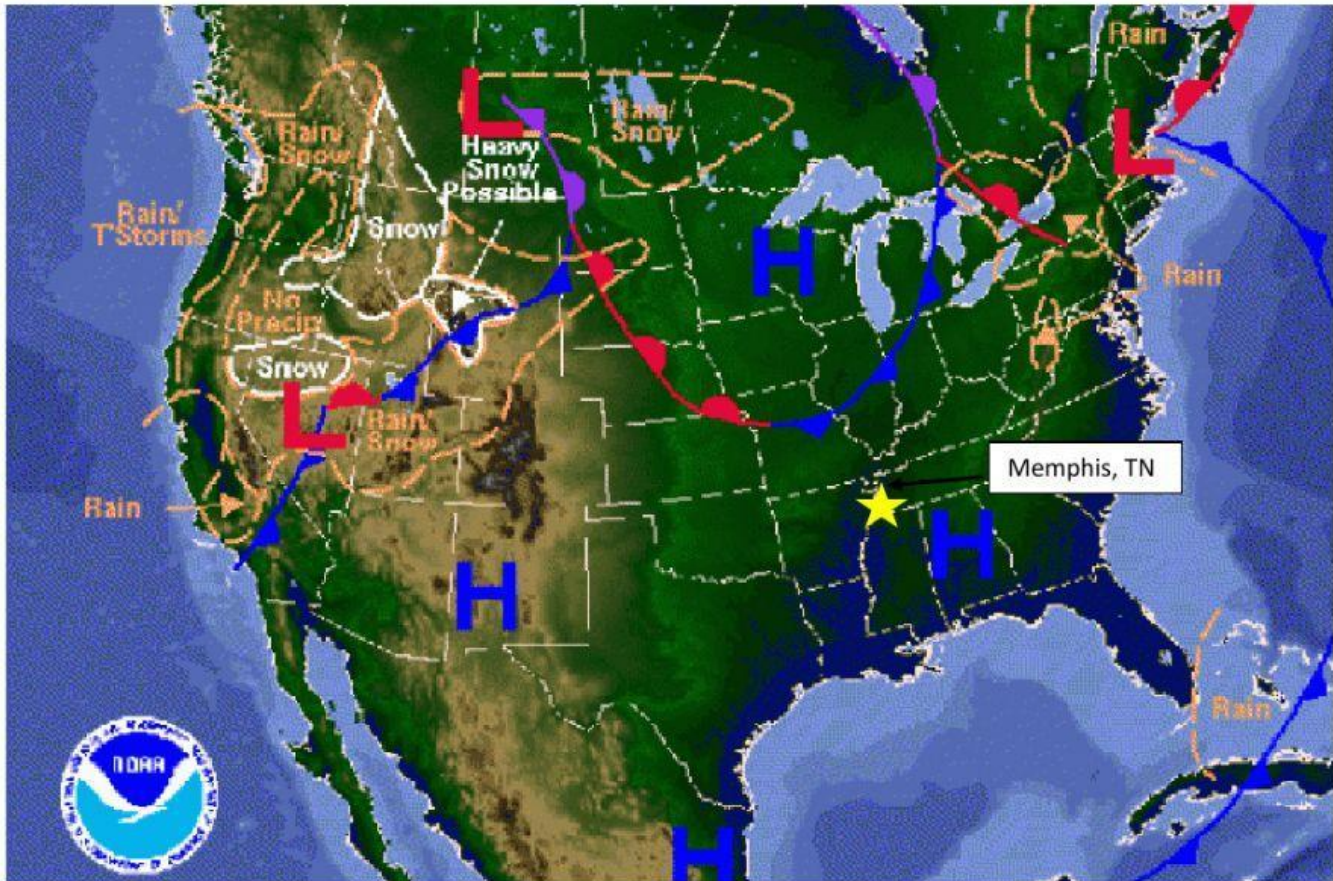 Rain
L
L
Rain/
Snow
Rain/
Snow
Heavy
Snow
Possible
Rain/
T'Storms
Snow
H
Rain
No
Precip
Snow
L
Rain/
Snow
Memphis, TN
Rain
H
H
Rain
NOAA
H